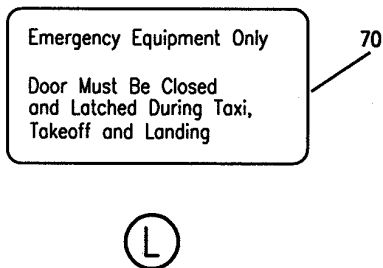 Emergency Equipment Only
70
Door Must Be Closed
and Latched During Taxi,
Takeoff and Landing
L